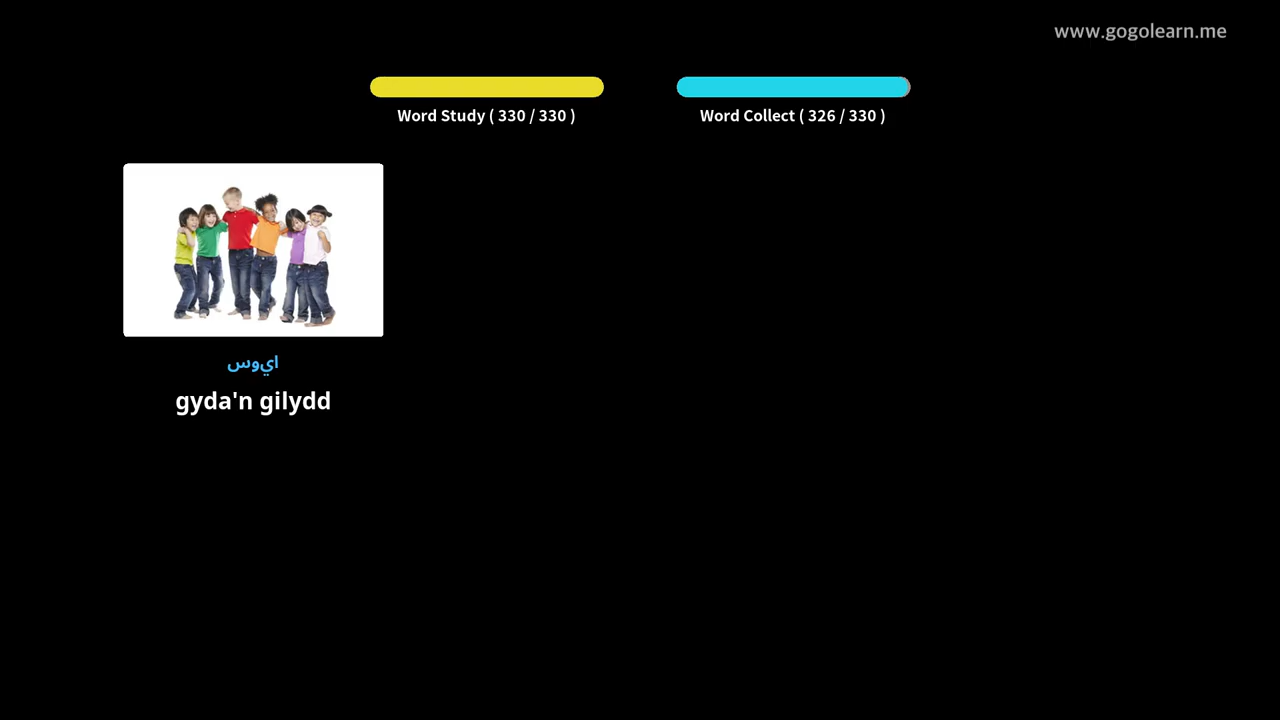 www.gogolearn.me
Word Study ( 330 / 330 )
Word Collect ( 326 / 330 )
ايوس
gyda'n gilydd